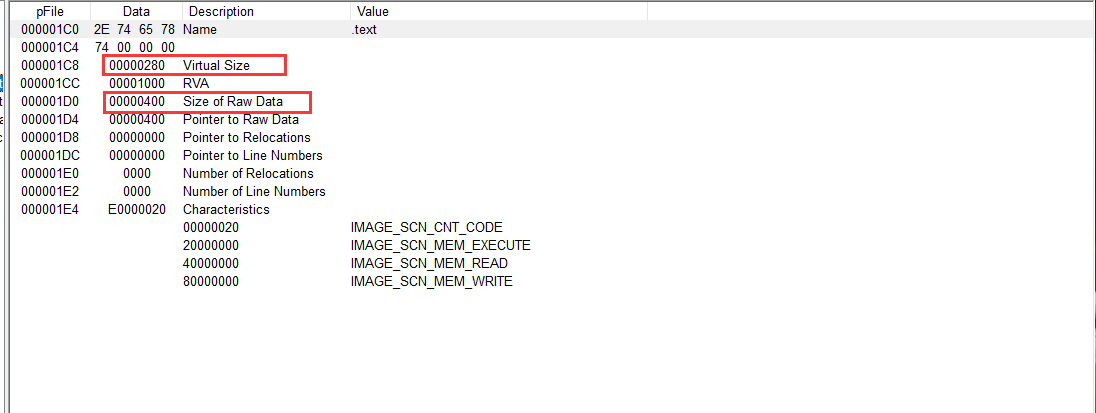 pFile Data Description Value
000001C0 2E 74 65 78 Name .text
000001C4 74 00 00 00
000001C8 00000280 Virtual Size
000001CC 00001000 RVA
000001D0 00000400 Size of Raw Data
000001D4 00000400 Pointer to Raw Data
000001D8 00000000 Pointer to Relocations
000001DC 00000000 Pointer to Line Numbers
000001E0 0000 Number of Relocations
000001E2 0000 Number of Line Numbers
000001E4 E0000020 Characteristics
00000020 IMAGE_SCN_CNT_CODE
20000000 IMAGE_SCN_MEM_EXECUTE
40000000 IMAGE_SCN_MEM_READ
80000000 IMAGE_SCN_MEM_WRITE